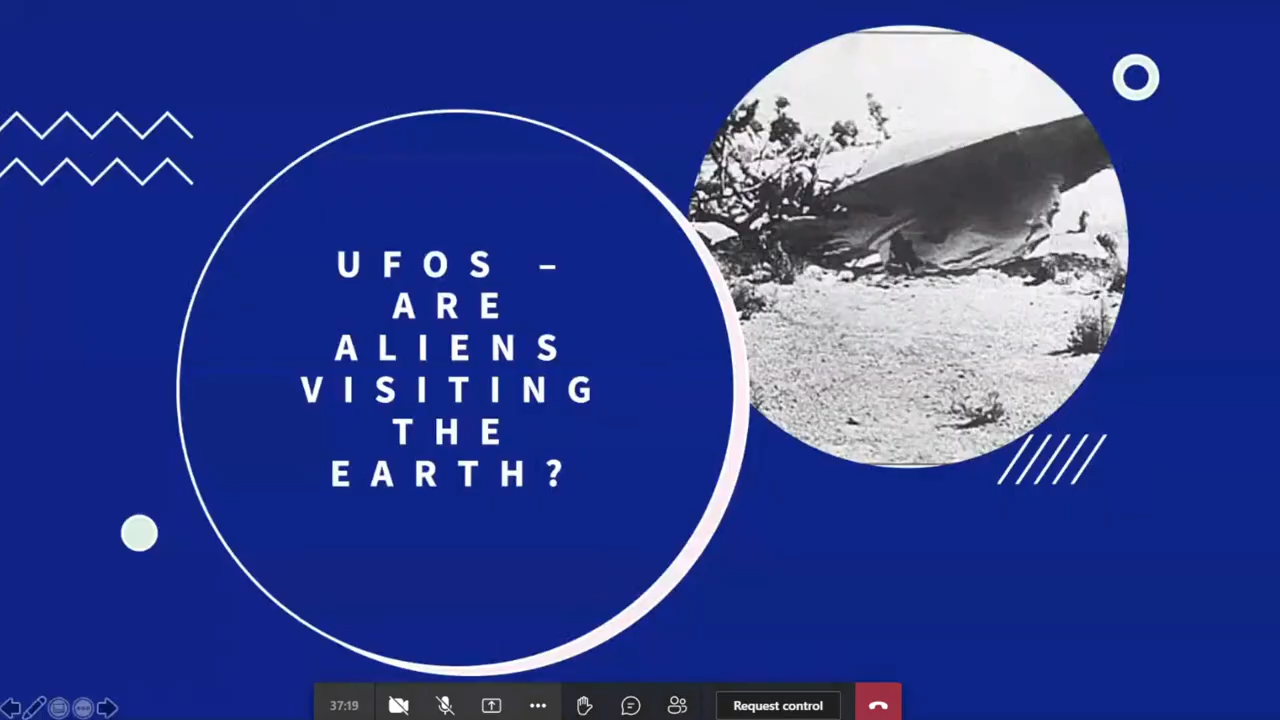 UFOS –
ARE
ALIENS
VISITING
THE
EARTH?
37:19
Request control